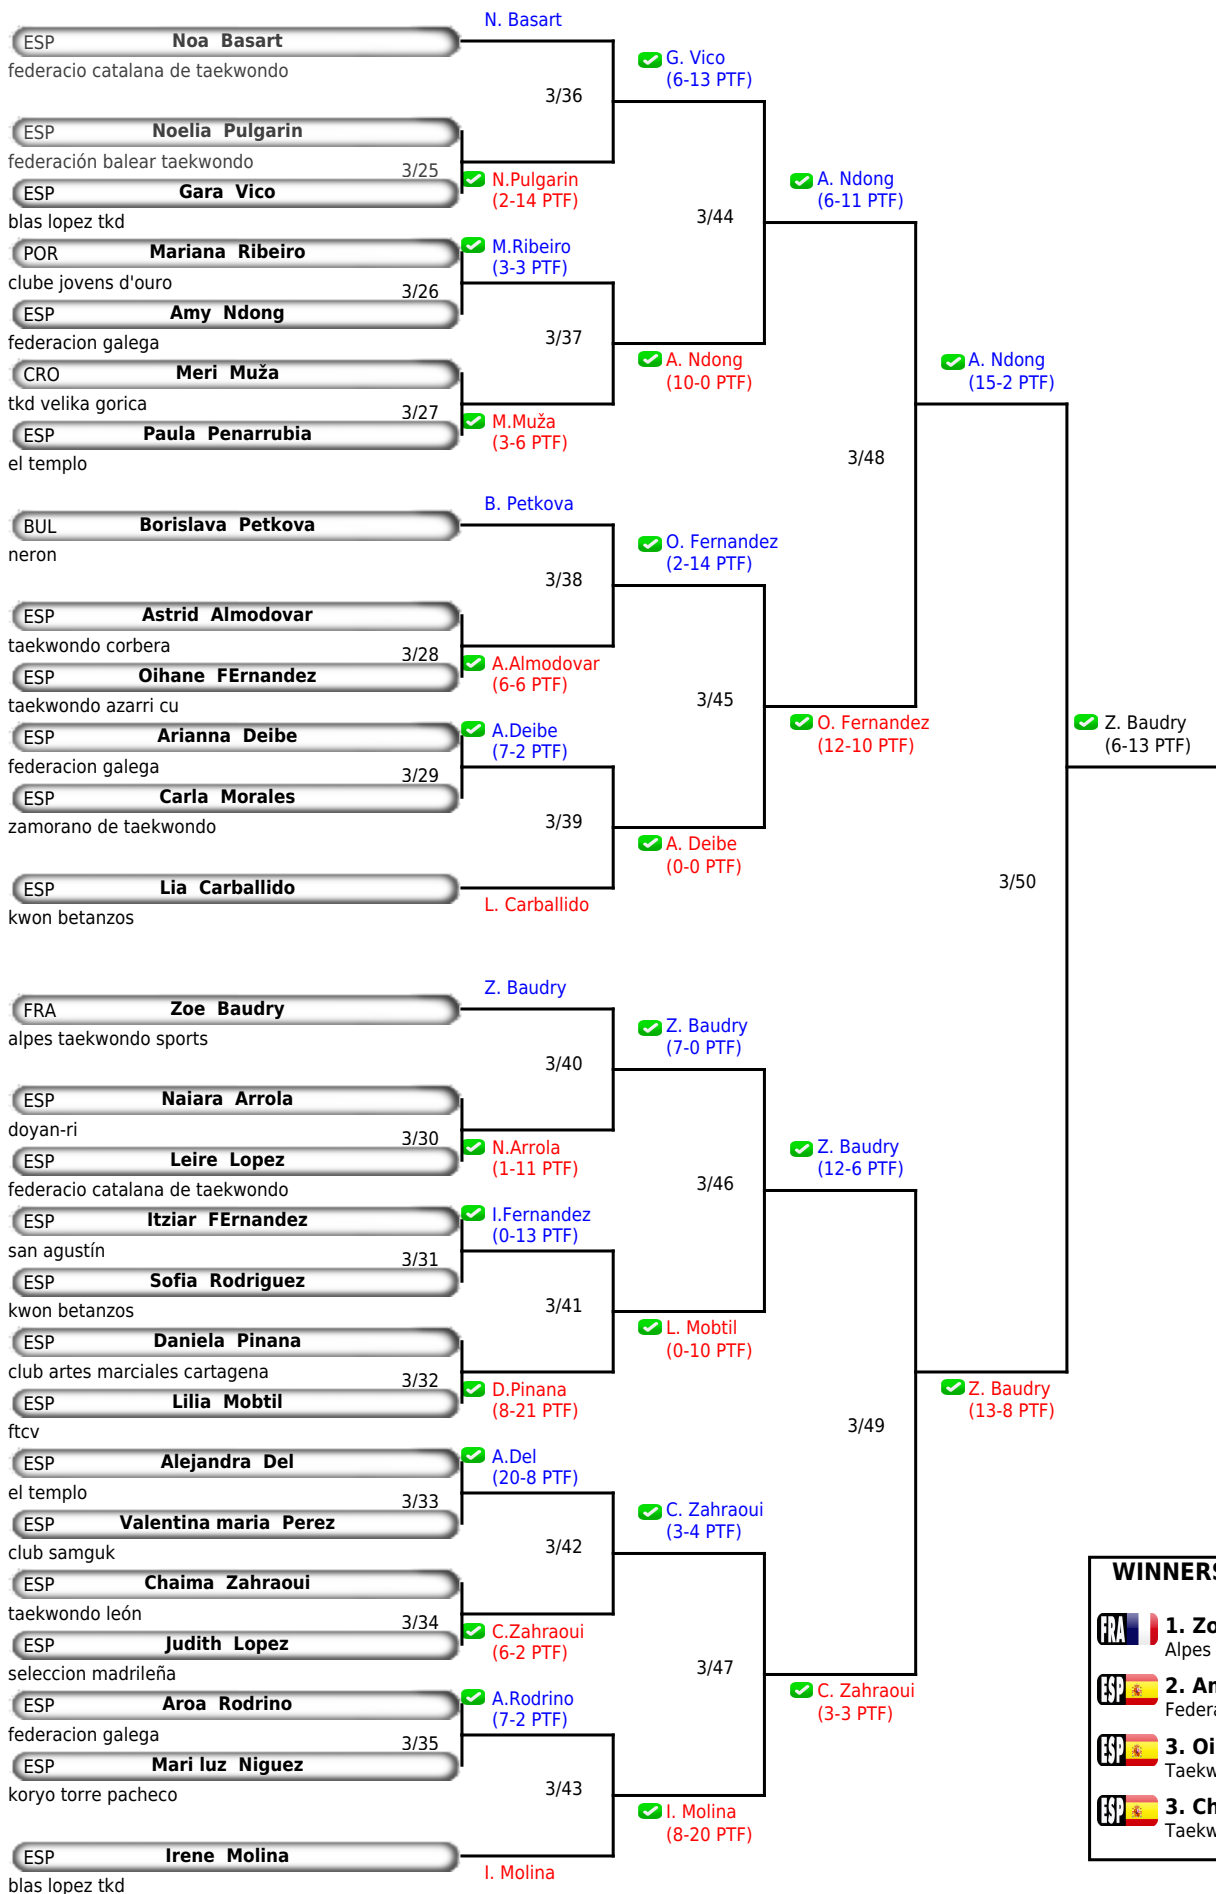 N. Basart
ESP Noa Basart
federacio catalana de taekwondo
G. Vico
(6-13 PTF)
3/36
ESP Noelia Pulgarin
federación balear taekwondo
3/25
N.Pulgarin
(2-14 PTF)
ESP Gara Vico
blas lopez tkd
A. Ndong
(6-11 PTF)
3/44
POR Mariana Ribeiro
clube jovens d'ouro
M.Ribeiro
(3-3 PTF)
3/26
ESP Amy Ndong
federacion galega
3/37
A. Ndong
(10-0 PTF)
CRO Meri Muža
tkd velika gorica
3/27
M.Muža
(3-6 PTF)
ESP Paula Penarrubia
el templo
A. Ndong
(15-2 PTF)
3/48
B. Petkova
BUL Borislava Petkova
neron
O. Fernandez
(2-14 PTF)
3/38
ESP Astrid Almodovar
taekwondo corbera
3/28
A.Almodovar
(6-6 PTF)
ESP Oihane FErnandez
taekwondo azarri cu
3/45
ESP Arianna Deibe
federacion galega
A.Deibe
(7-2 PTF)
O. Fernandez
(12-10 PTF)
Z. Baudry
(6-13 PTF)
3/29
ESP Carla Morales
zamorano de taekwondo
3/39
A. Deibe
(0-0 PTF)
ESP Lia Carballido
kwon betanzos
L. Carballido
3/50
Z. Baudry
FRA Zoe Baudry
alpes taekwondo sports
Z. Baudry
(7-0 PTF)
3/40
ESP Naiara Arrola
doyan-ri
3/30
N.Arrola
(1-11 PTF)
ESP Leire Lopez
federacio catalana de taekwondo
Z. Baudry
(12-6 PTF)
3/46
ESP Itziar FErnandez
san agustín
I.Fernandez
(0-13 PTF)
3/31
ESP Sofia Rodriguez
kwon betanzos
3/41
L. Mobtil
(0-10 PTF)
ESP Daniela Pinana
club artes marciales cartagena
3/32
D.Pinana
(8-21 PTF)
ESP Lilia Mobtil
ftcv
Z. Baudry
(13-8 PTF)
3/49
ESP Alejandra Del
el templo
A.Del
(20-8 PTF)
3/33
ESP Valentina maria Perez
club samguk
C. Zahraoui
(3-4 PTF)
3/42
ESP Chaima Zahraoui
taekwondo león
3/34
C.Zahraoui
(6-2 PTF)
ESP Judith Lopez
seleccion madrileña
3/47
ESP Aroa Rodrino
federacion galega
A.Rodrino
(7-2 PTF)
C. Zahraoui
(3-3 PTF)
3/35
ESP Mari luz Niguez
koryo torre pacheco
3/43
I. Molina
(8-20 PTF)
ESP Irene Molina
blas lopez tkd
I. Molina
WINNERS
FRA 1. Zo
Alpes
ESP 2. Am
Federa
ESP 3. Oi
Taekw
ESP 3. Ch
Taekw